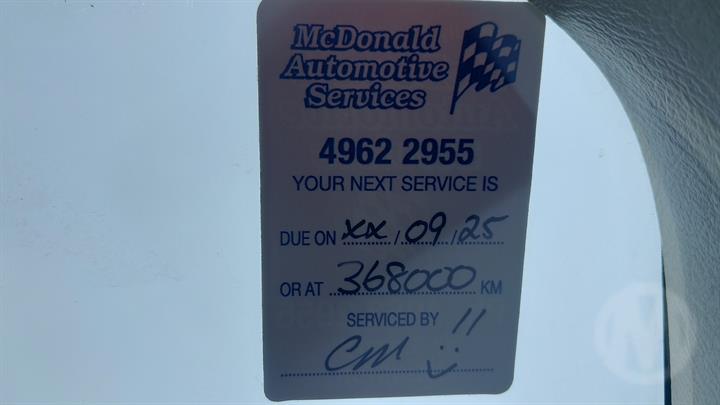 McDonald
Automotive
Services
4962 2955
YOUR NEXT SERVICE IS
DUE ON xx/09/25
OR AT 368000 KM
SERVICED BY !!
CM :)